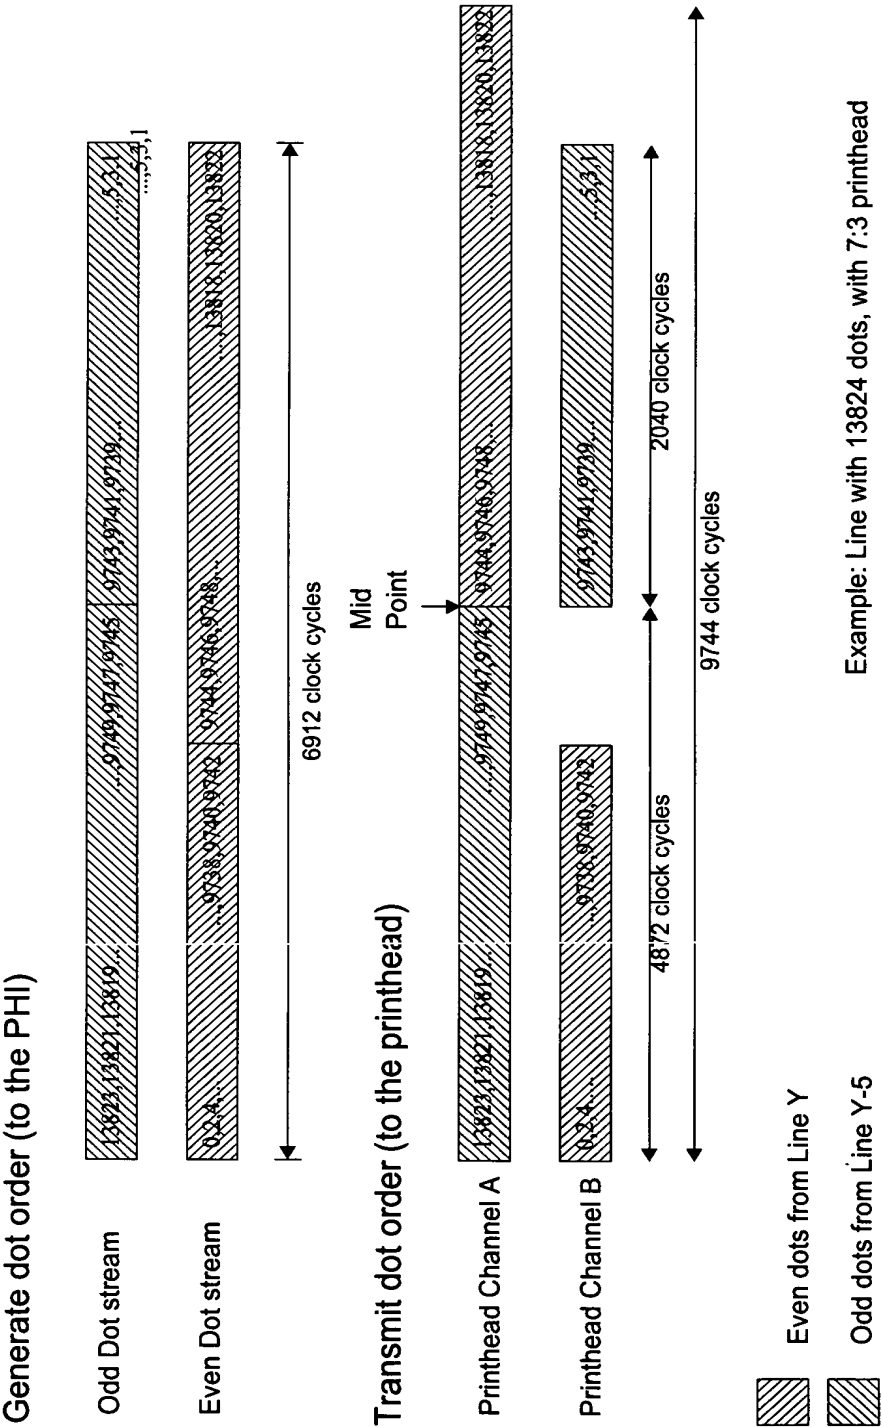 Generate dot order (to the PHI)
Odd Dot stream
13823,13821,13819...
...,9749,9747,9745
9743,9741,9739....
...,5,3,1
...,5,3,1
Even Dot stream
0,2,4,...
...,9738,9740,9742
9744,9746,9748,...
....,13818,13820,13822
6912 clock cycles
Transmit dot order (to the printhead)
Mid
Point
Printhead Channel A
13823,13821,13819...
...,9749,9747,9745
9744,9746,9748,...
....,13818,13820,13822
Printhead Channel B
0,2,4....
...,9738,9740,9742
9743,9741,9739....
...,5,3,1
4872 clock cycles
2040 clock cycles
9744 clock cycles
Even dots from Line Y
Odd dots from Line Y-5
Example: Line with 13824 dots, with 7:3 printhead